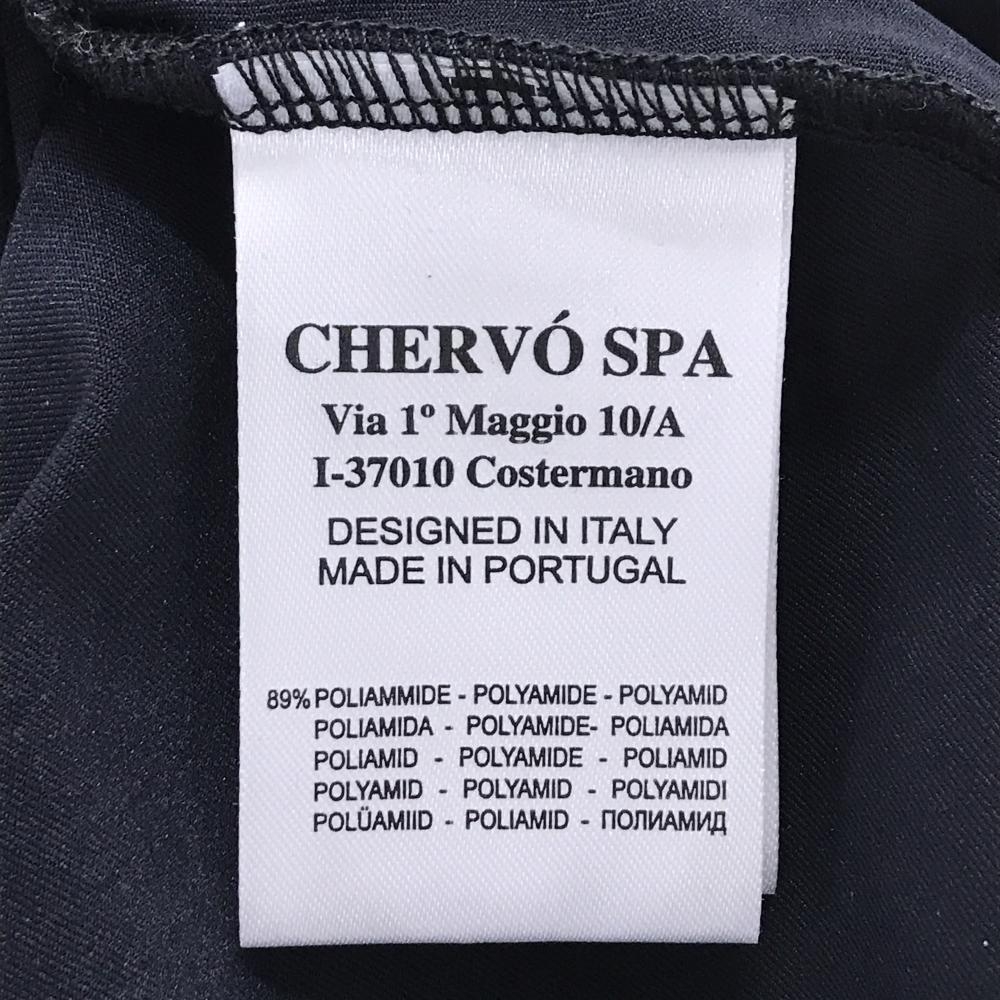 CHERVÓ SPA
Via 1º Maggio 10/A
I-37010 Costermano
DESIGNED IN ITALY
MADE IN PORTUGAL
89% POLIAMMIDE - POLYAMIDE - POLYAMID
POLIAMIDA - POLYAMIDE- POLIAMIDA
POLIAMID - POLYAMIDE - POLIAMID
POLYAMID - POLYAMID - POLYAMIDI
POLÜAMIID - POLIAMID - ПОЛИАМИД